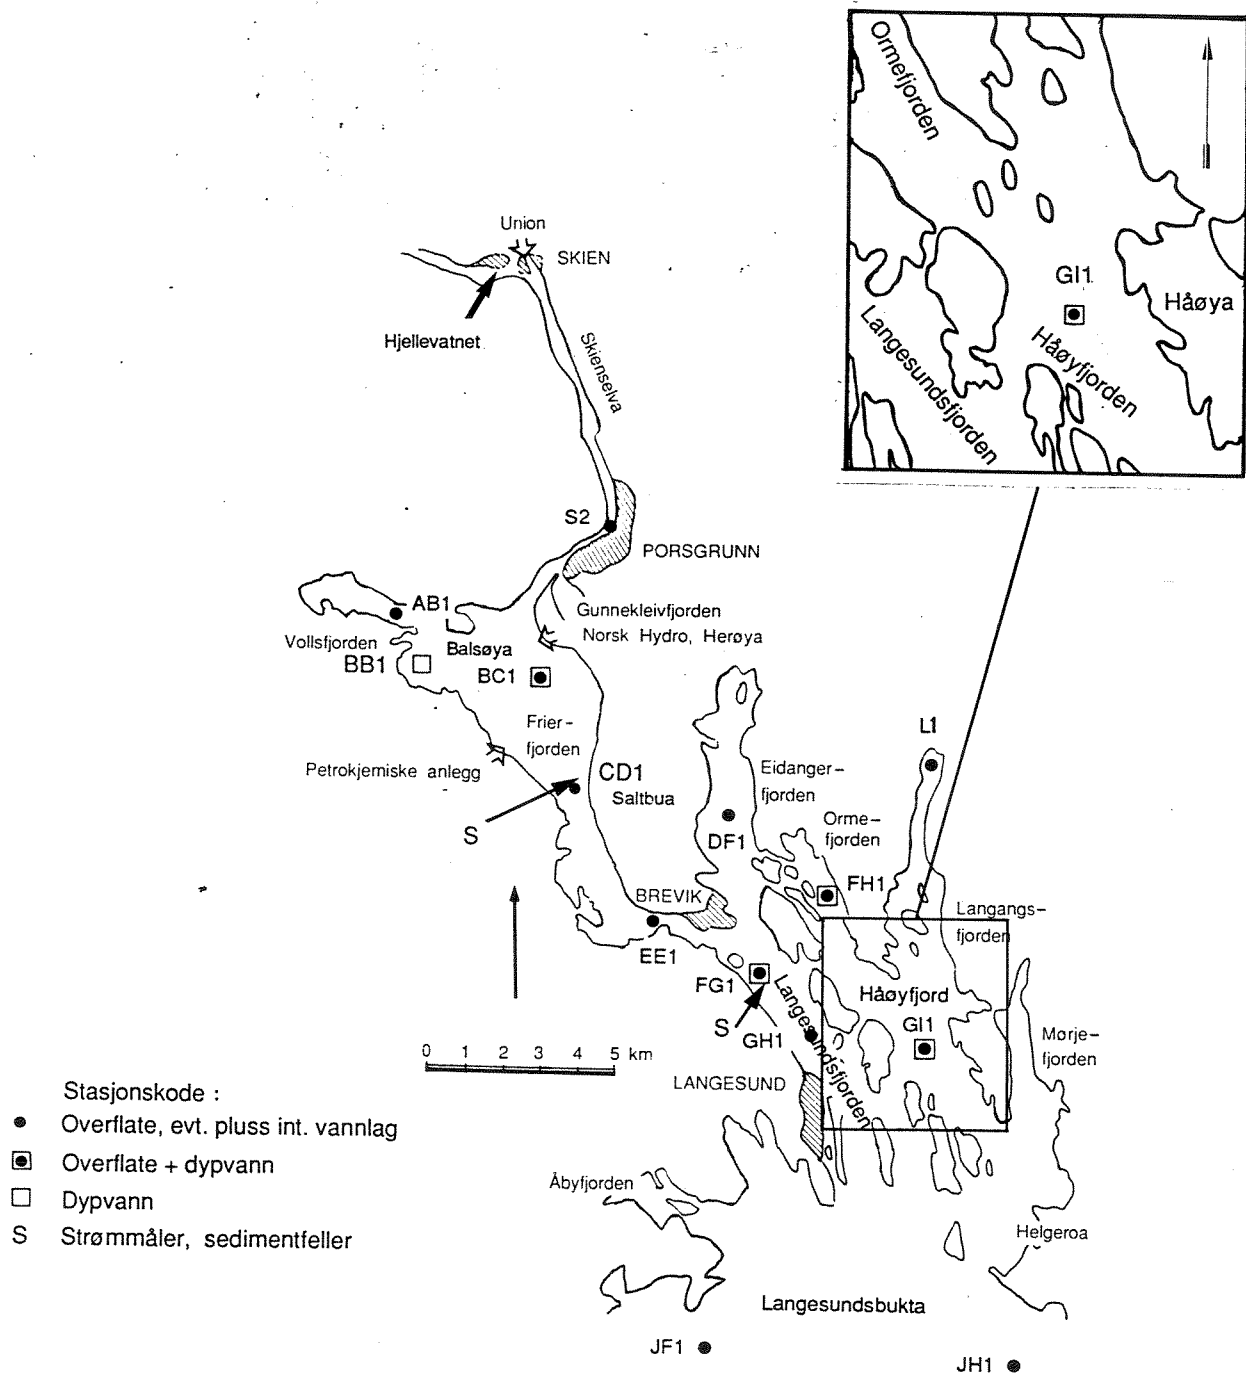 Ormefjorden
GI1
Håøya
Håøyfjorden
Langesundsfjorden
Union
SKIEN
Hjellevatnet
Skienselva
S2
PORSGRUNN
Gunnekleivfjorden
Norsk Hydro, Herøya
AB1
Vollsfjorden
Balsøya
BB1
BC1
Frier-
fjorden
Petrokjemiske anlegg
CD1
Saltbua
S
L1
Eidanger-
fjorden
Orme-
fjorden
DF1
FH1
BREVIK
Langangs-
fjorden
EE1
FG1
S
GH1
Langesundsfjorden
Håøyfjord
GI1
Mørje-
fjorden
0 1 2 3 4 5 km
LANGESUND
Stasjonskode :
Overflate, evt. pluss int. vannlag
Overflate + dypvann
Dypvann
S Strømmåler, sedimentfeller
Åbyfjorden
Helgeroa
Langesundsbukta
JF1
JH1